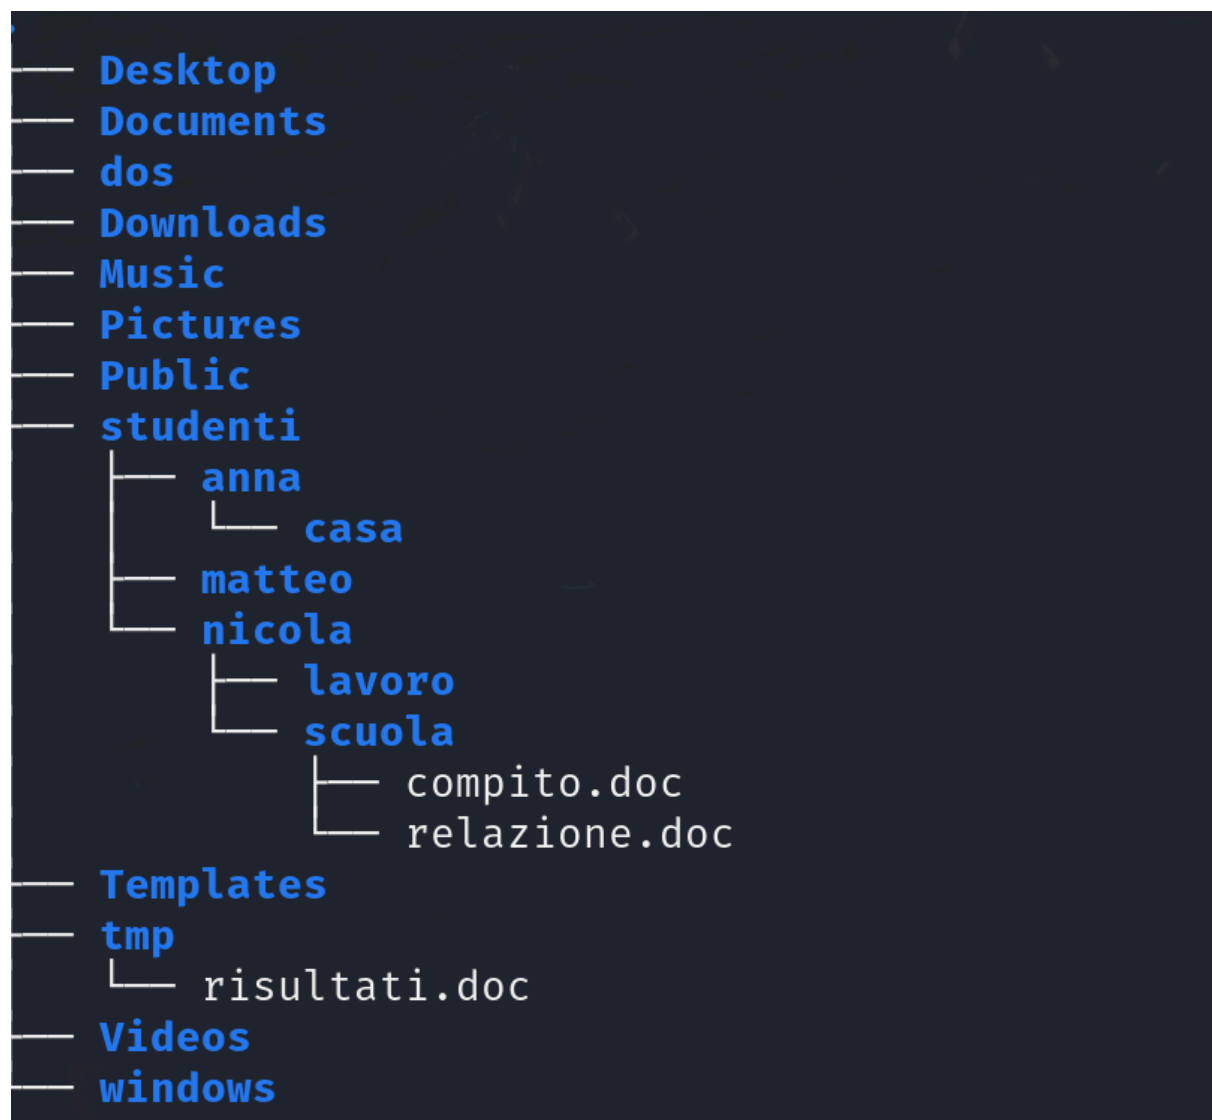 Desktop
Documents
dos
Downloads
Music
Pictures
Public
studenti
anna
casa
matteo
nicola
lavoro
scuola
compito.doc
relazione.doc
Templates
tmp
risultati.doc
Videos
windows